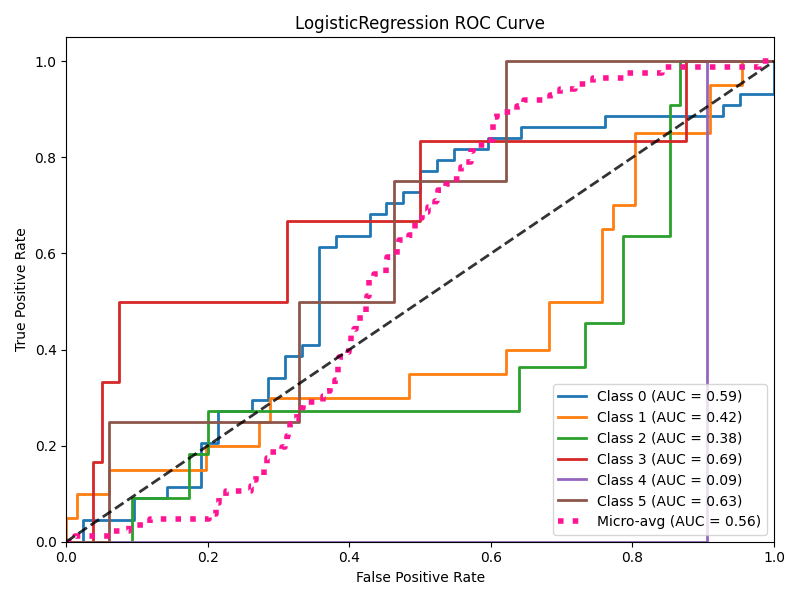 LogisticRegression ROC Curve
True Positive Rate
1.0
0.8
0.6
0.4
0.2
0.0
0.0 0.2 0.4 0.6 0.8 1.0
False Positive Rate
Class 0 (AUC = 0.59)
Class 1 (AUC = 0.42)
Class 2 (AUC = 0.38)
Class 3 (AUC = 0.69)
Class 4 (AUC = 0.09)
Class 5 (AUC = 0.63)
Micro-avg (AUC = 0.56)